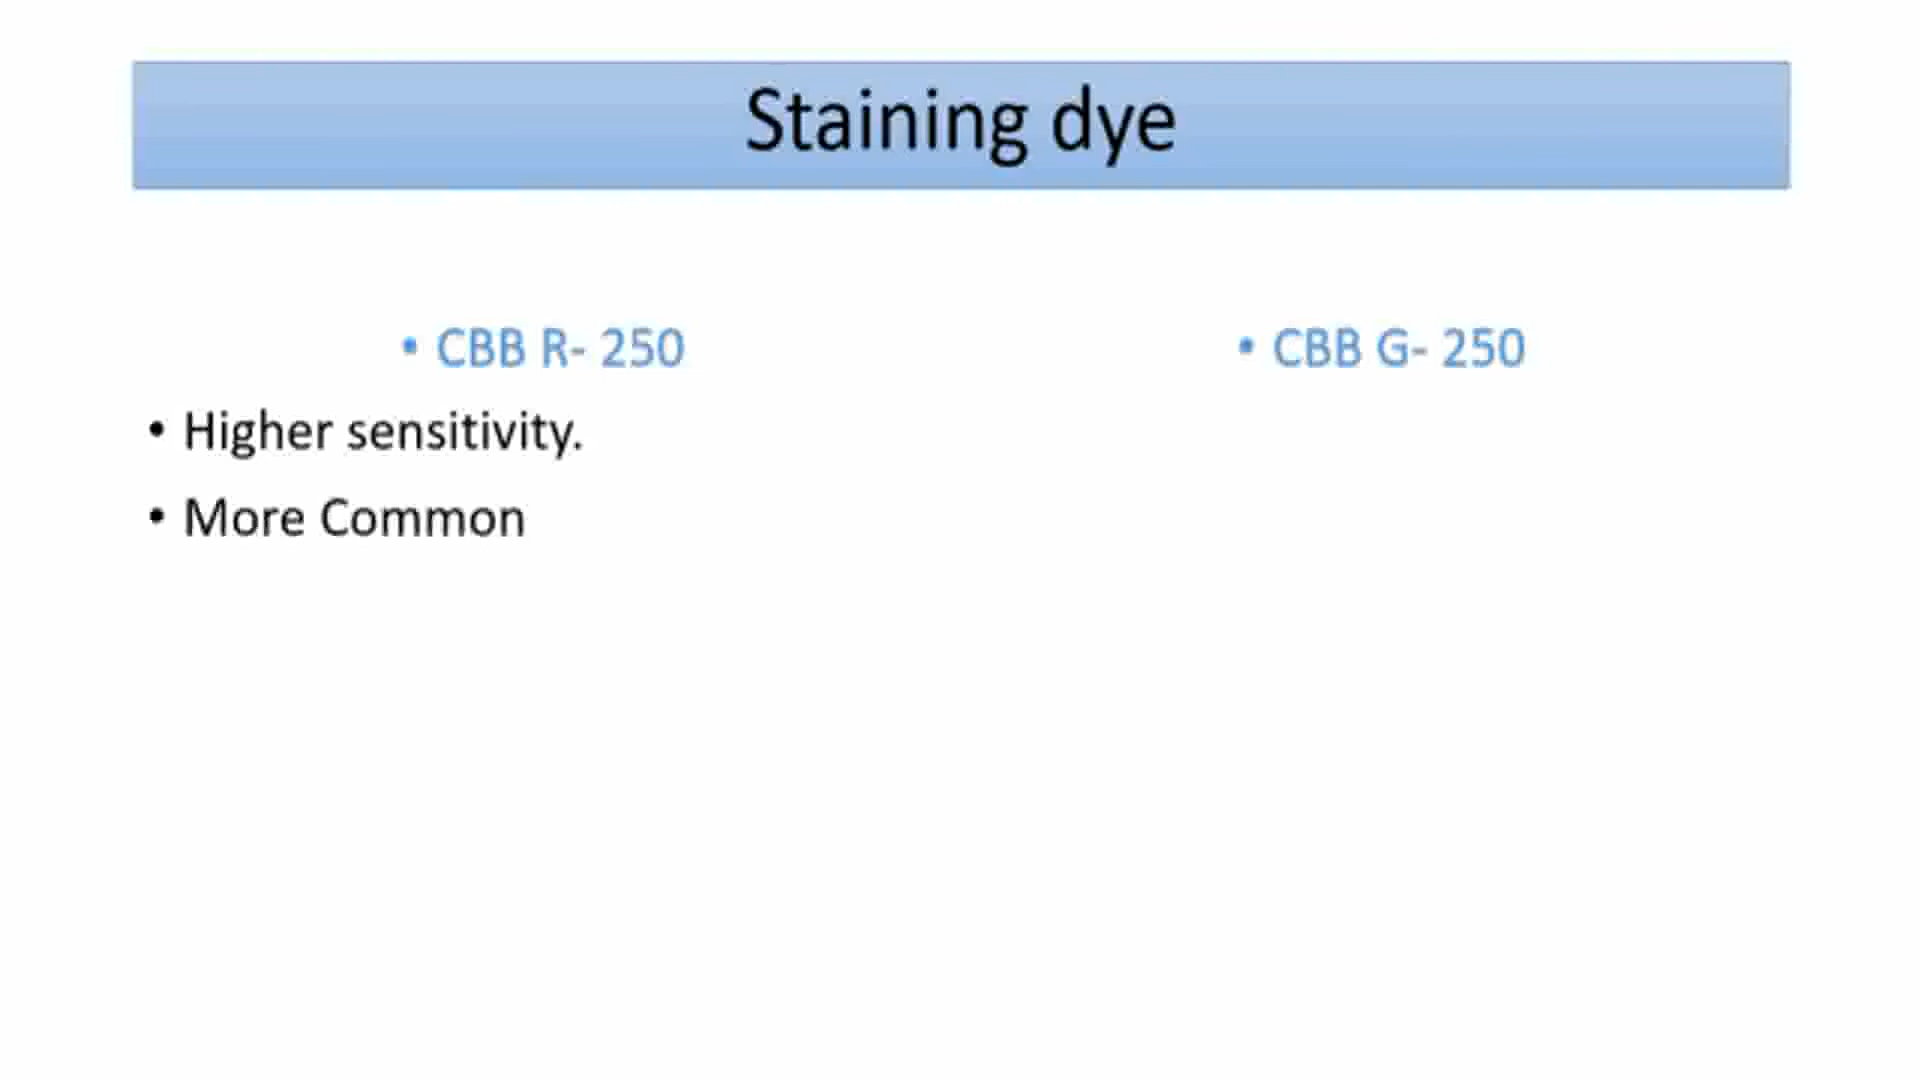 Staining dye
• CBB R- 250
• Higher sensitivity.
• More Common
• CBB G- 250